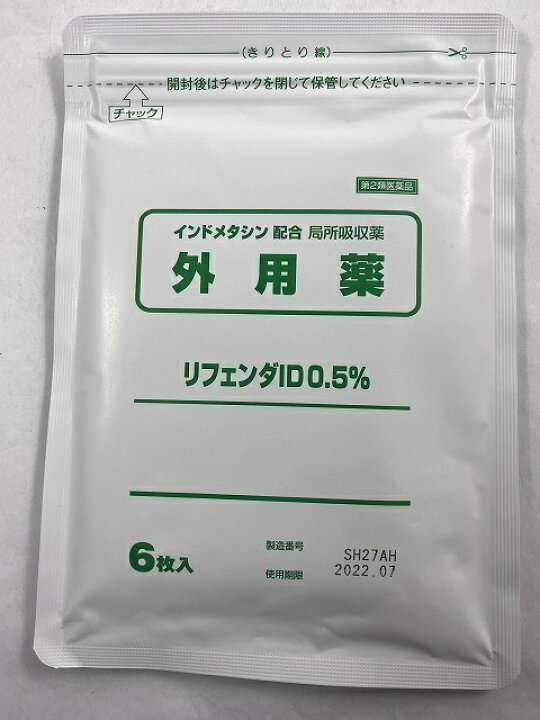 (きりとり線)
開封後はチャックを閉じて保管してください
チャック
第2類医薬品
インドメタシン 配合 局所吸収薬
外用薬
リフェンダID0.5%
6枚入
製造番号 SH27AH
使用期限 2022.07